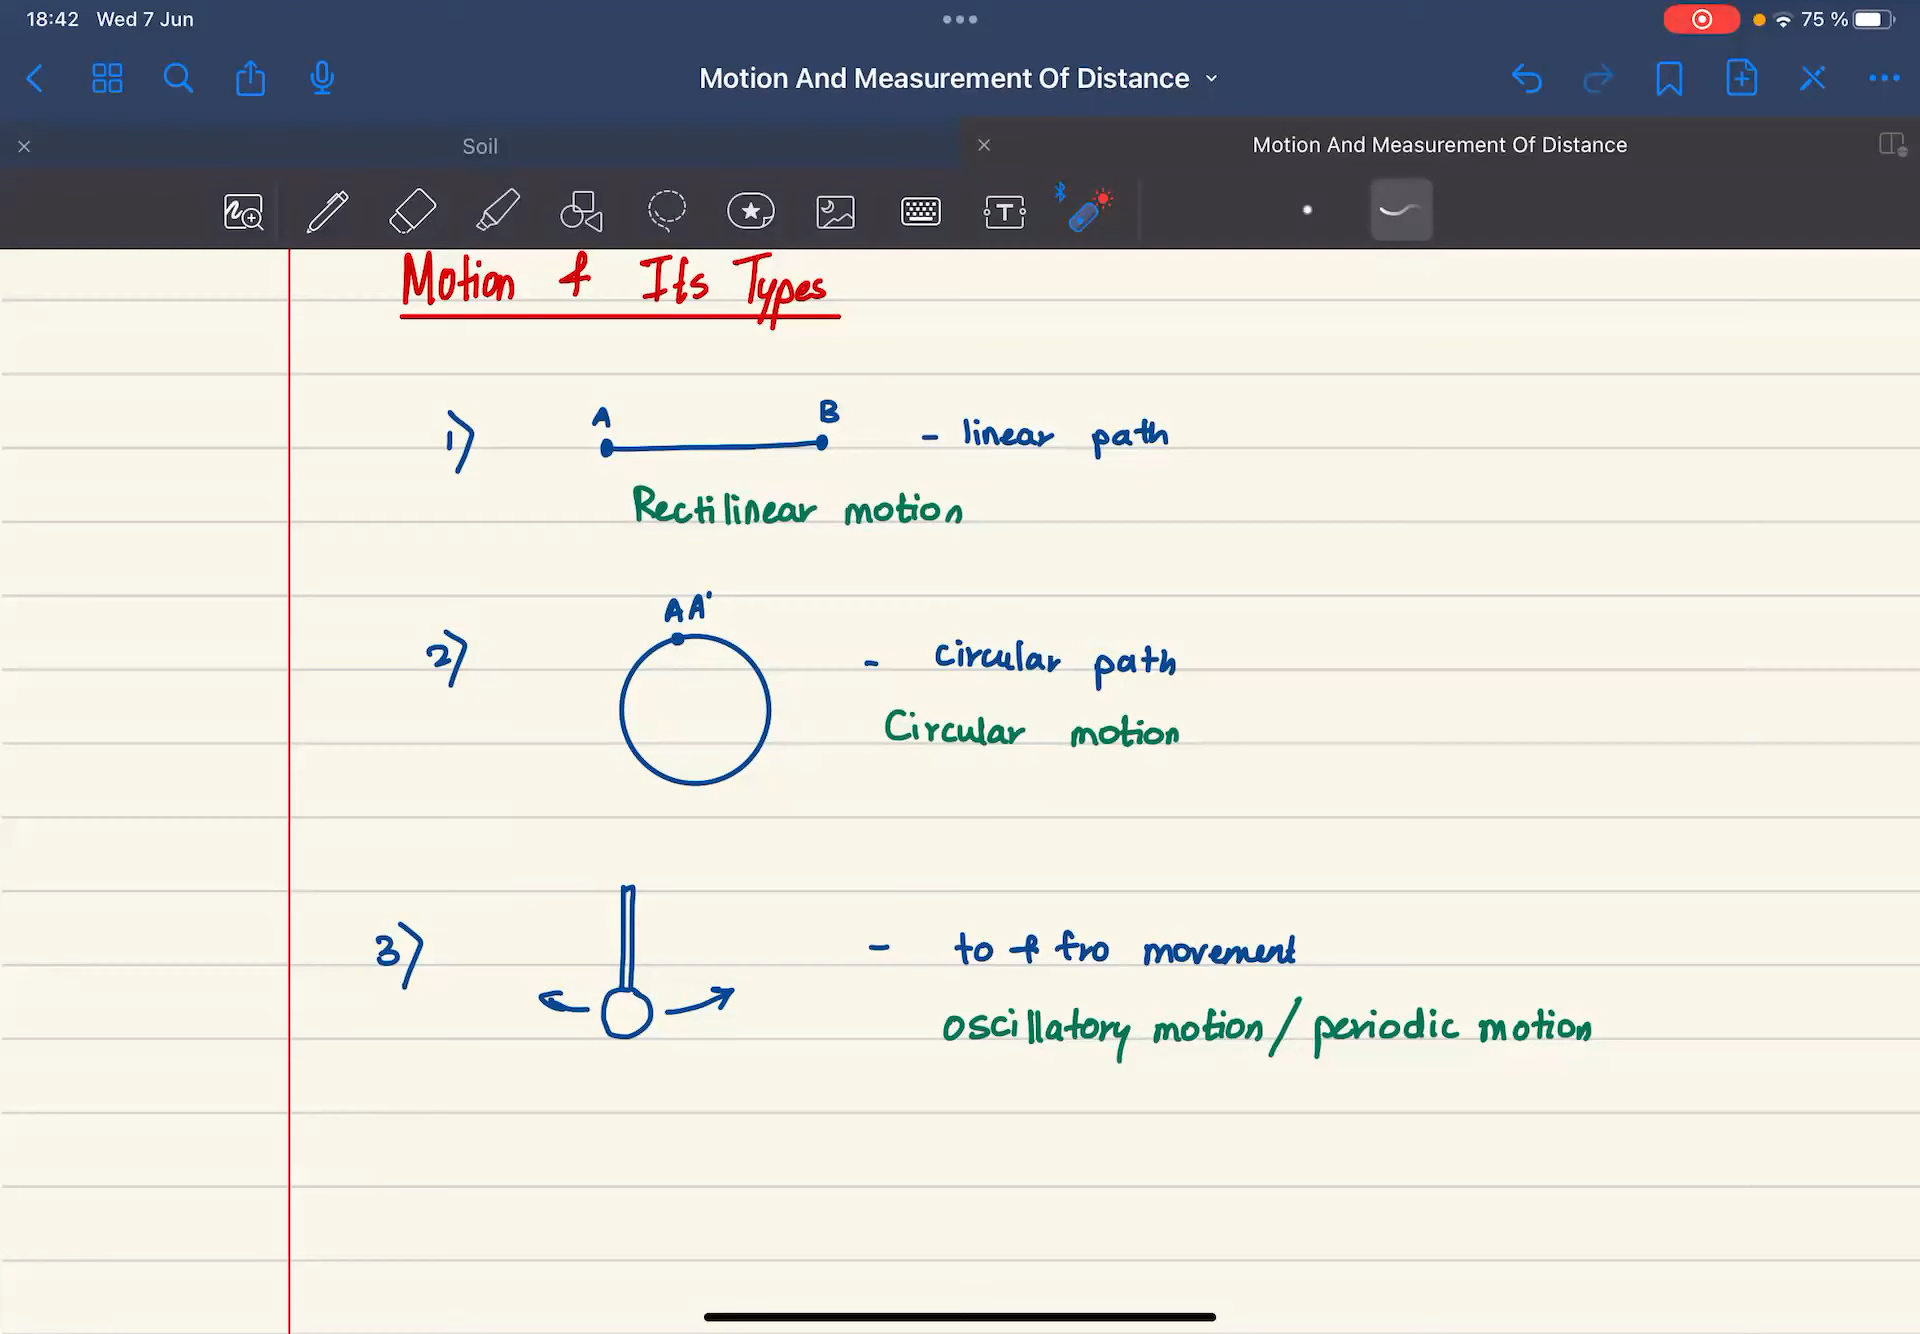 18:42 Wed 7 Jun
75 %
Motion And Measurement Of Distance
Soil
Motion And Measurement Of Distance
T
Motion & Its Types
1) A B - linear path
Rectilinear motion
A A'
2) - circular path
Circular motion
3) - to & fro movement
oscillatory motion / periodic motion